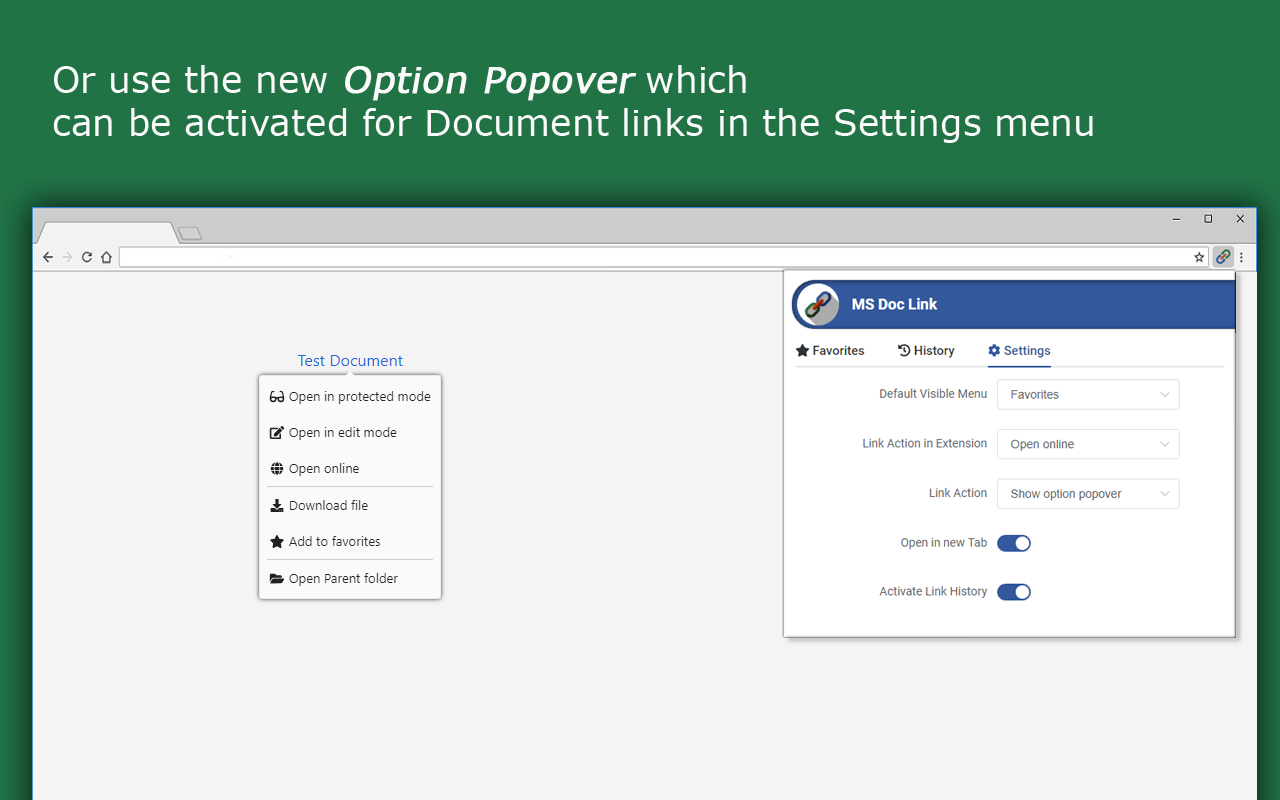 Or use the new Option Popover which
can be activated for Document links in the Settings menu
MS Doc Link
Favorites History Settings
Default Visible Menu Favorites
Link Action in Extension Open online
Link Action Show option popover
Open in new Tab
Activate Link History
Test Document
Open in protected mode
Open in edit mode
Open online
Download file
Add to favorites
Open Parent folder